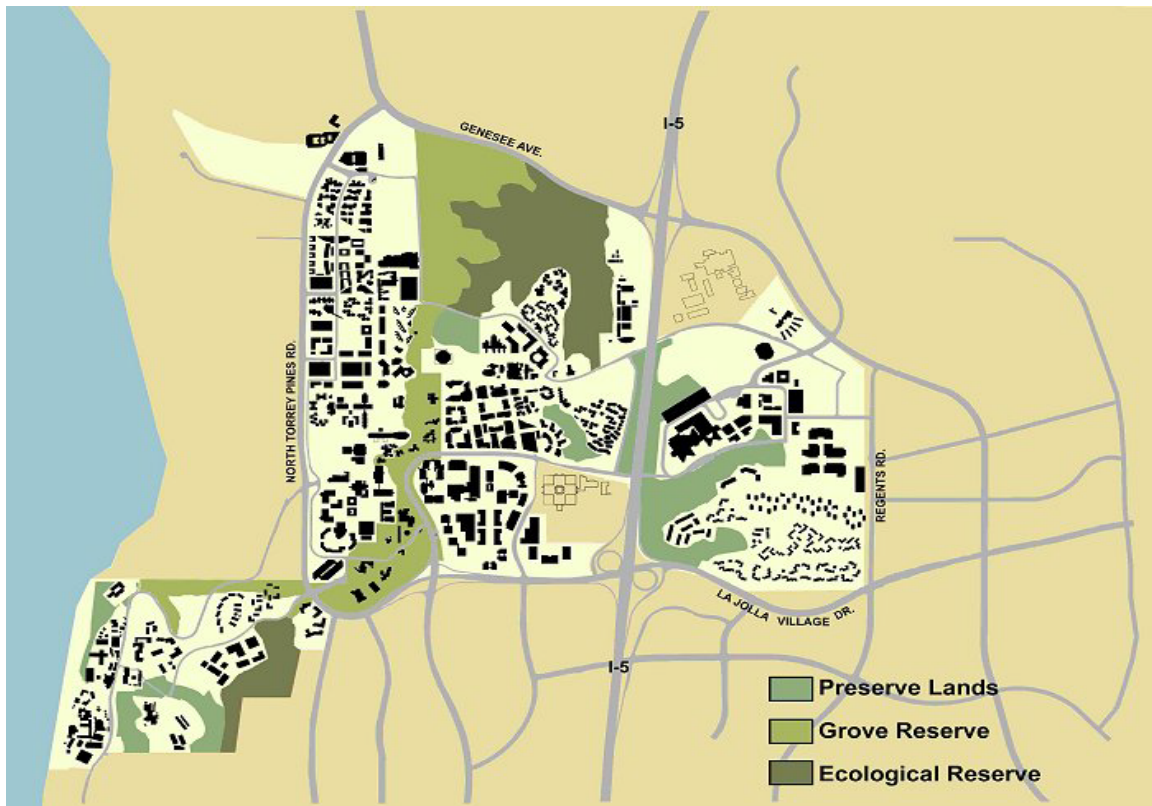 I-5
GENESEE AVE.
NORTH TORREY PINES RD.
REGENTS RD.
LA JOLLA VILLAGE DR.
I-5
Preserve Lands
Grove Reserve
Ecological Reserve